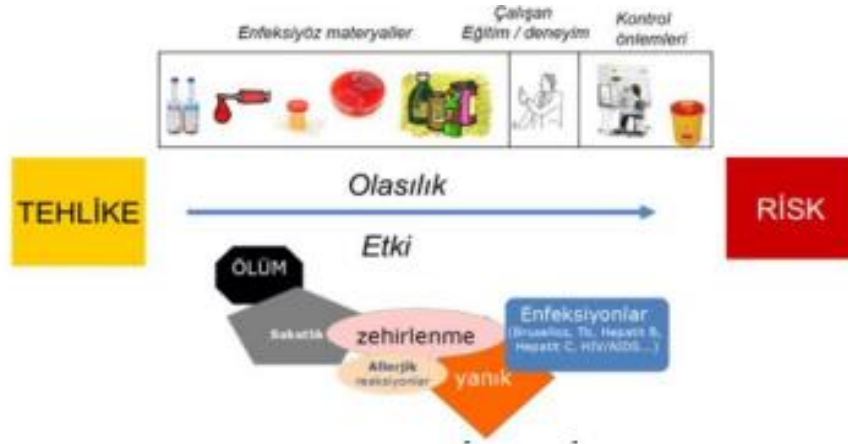 Enfeksiyöz materyaller
Çalışan
Eğitim / deneyim
Kontrol
önlemleri
TEHLİKE
Olasılık
RİSK
Etki
ÖLÜM
Sakatlık
zehirlenme
Enfeksiyonlar
(Brusellos, Tb, Hepatit B,
Hepatit C, HIV/AIDS...)
Allerjik
reaksiyonlar
yanık